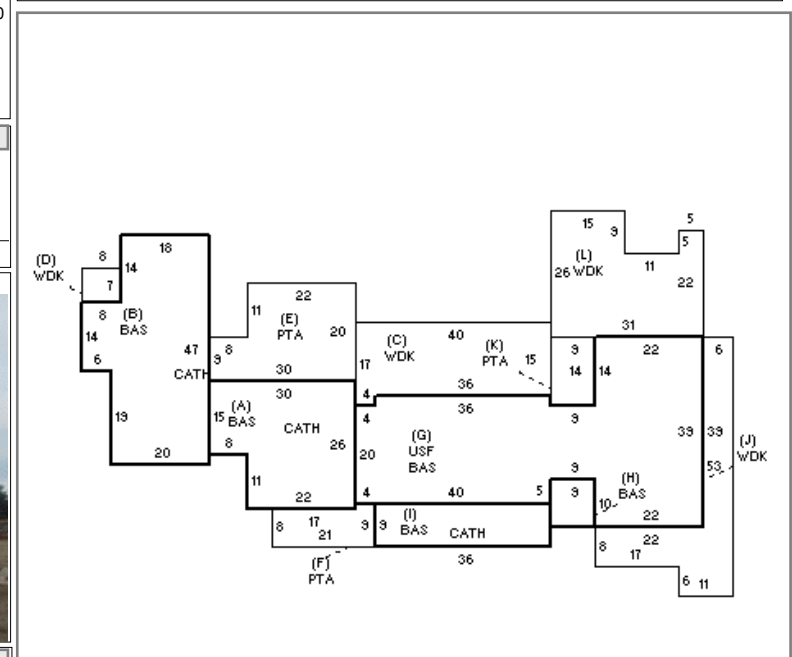 5
15
9
5
(D)
WDK
8
18
14
7
(L)
26 WDK
11
22
22
11
(E)
PTA
20
(B)
BAS
8
14
6
47
CATH
9
8
30
40
(C)
WDK
17
(K)
PTA
15
31
9
22
6
14
14
36
4
36
9
30
(A)
15 BAS
8
CATH
26
4
20
(G)
USF
BAS
39
39
(J)
WDK
53
19
20
11
22
4
40
5
9
9
(H)
BAS
10
22
8
17
21
9
9
(I)
BAS
CATH
36
(F)
PTA
8
22
17
6
11